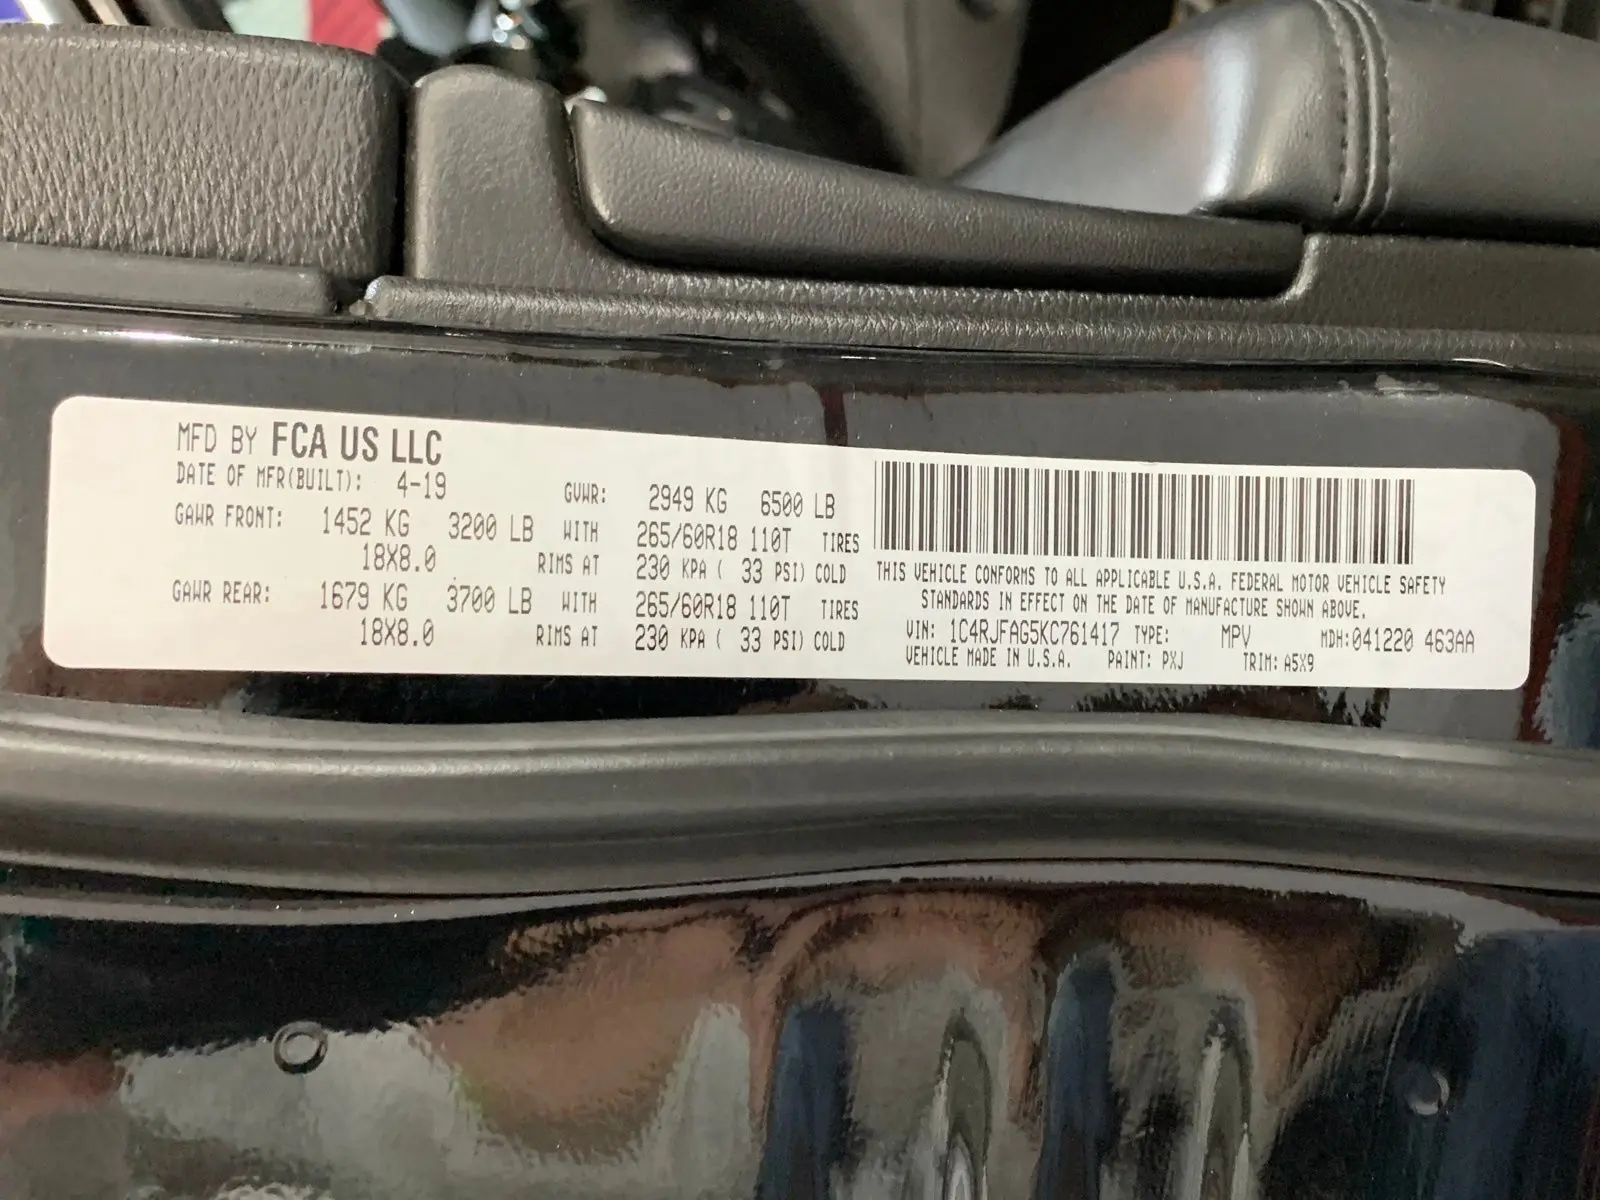 MFD BY FCA US LLC
DATE OF MFR(BUILT): 4-19
GVWR: 2949 KG 6500 LB
GAWR FRONT: 1452 KG 3200 LB WITH 265/60R18 110T TIRES
18X8.0 RIMS AT 230 KPA ( 33 PSI) COLD
GAWR REAR: 1679 KG 3700 LB WITH 265/60R18 110T TIRES
18X8.0 RIMS AT 230 KPA ( 33 PSI) COLD
THIS VEHICLE CONFORMS TO ALL APPLICABLE U.S.A. FEDERAL MOTOR VEHICLE SAFETY
STANDARDS IN EFFECT ON THE DATE OF MANUFACTURE SHOWN ABOVE.
VIN: 1C4RJFAG5KC761417 TYPE: MPV MDH:041220 463AA
VEHICLE MADE IN U.S.A. PAINT: PXJ TRIM: A5X9